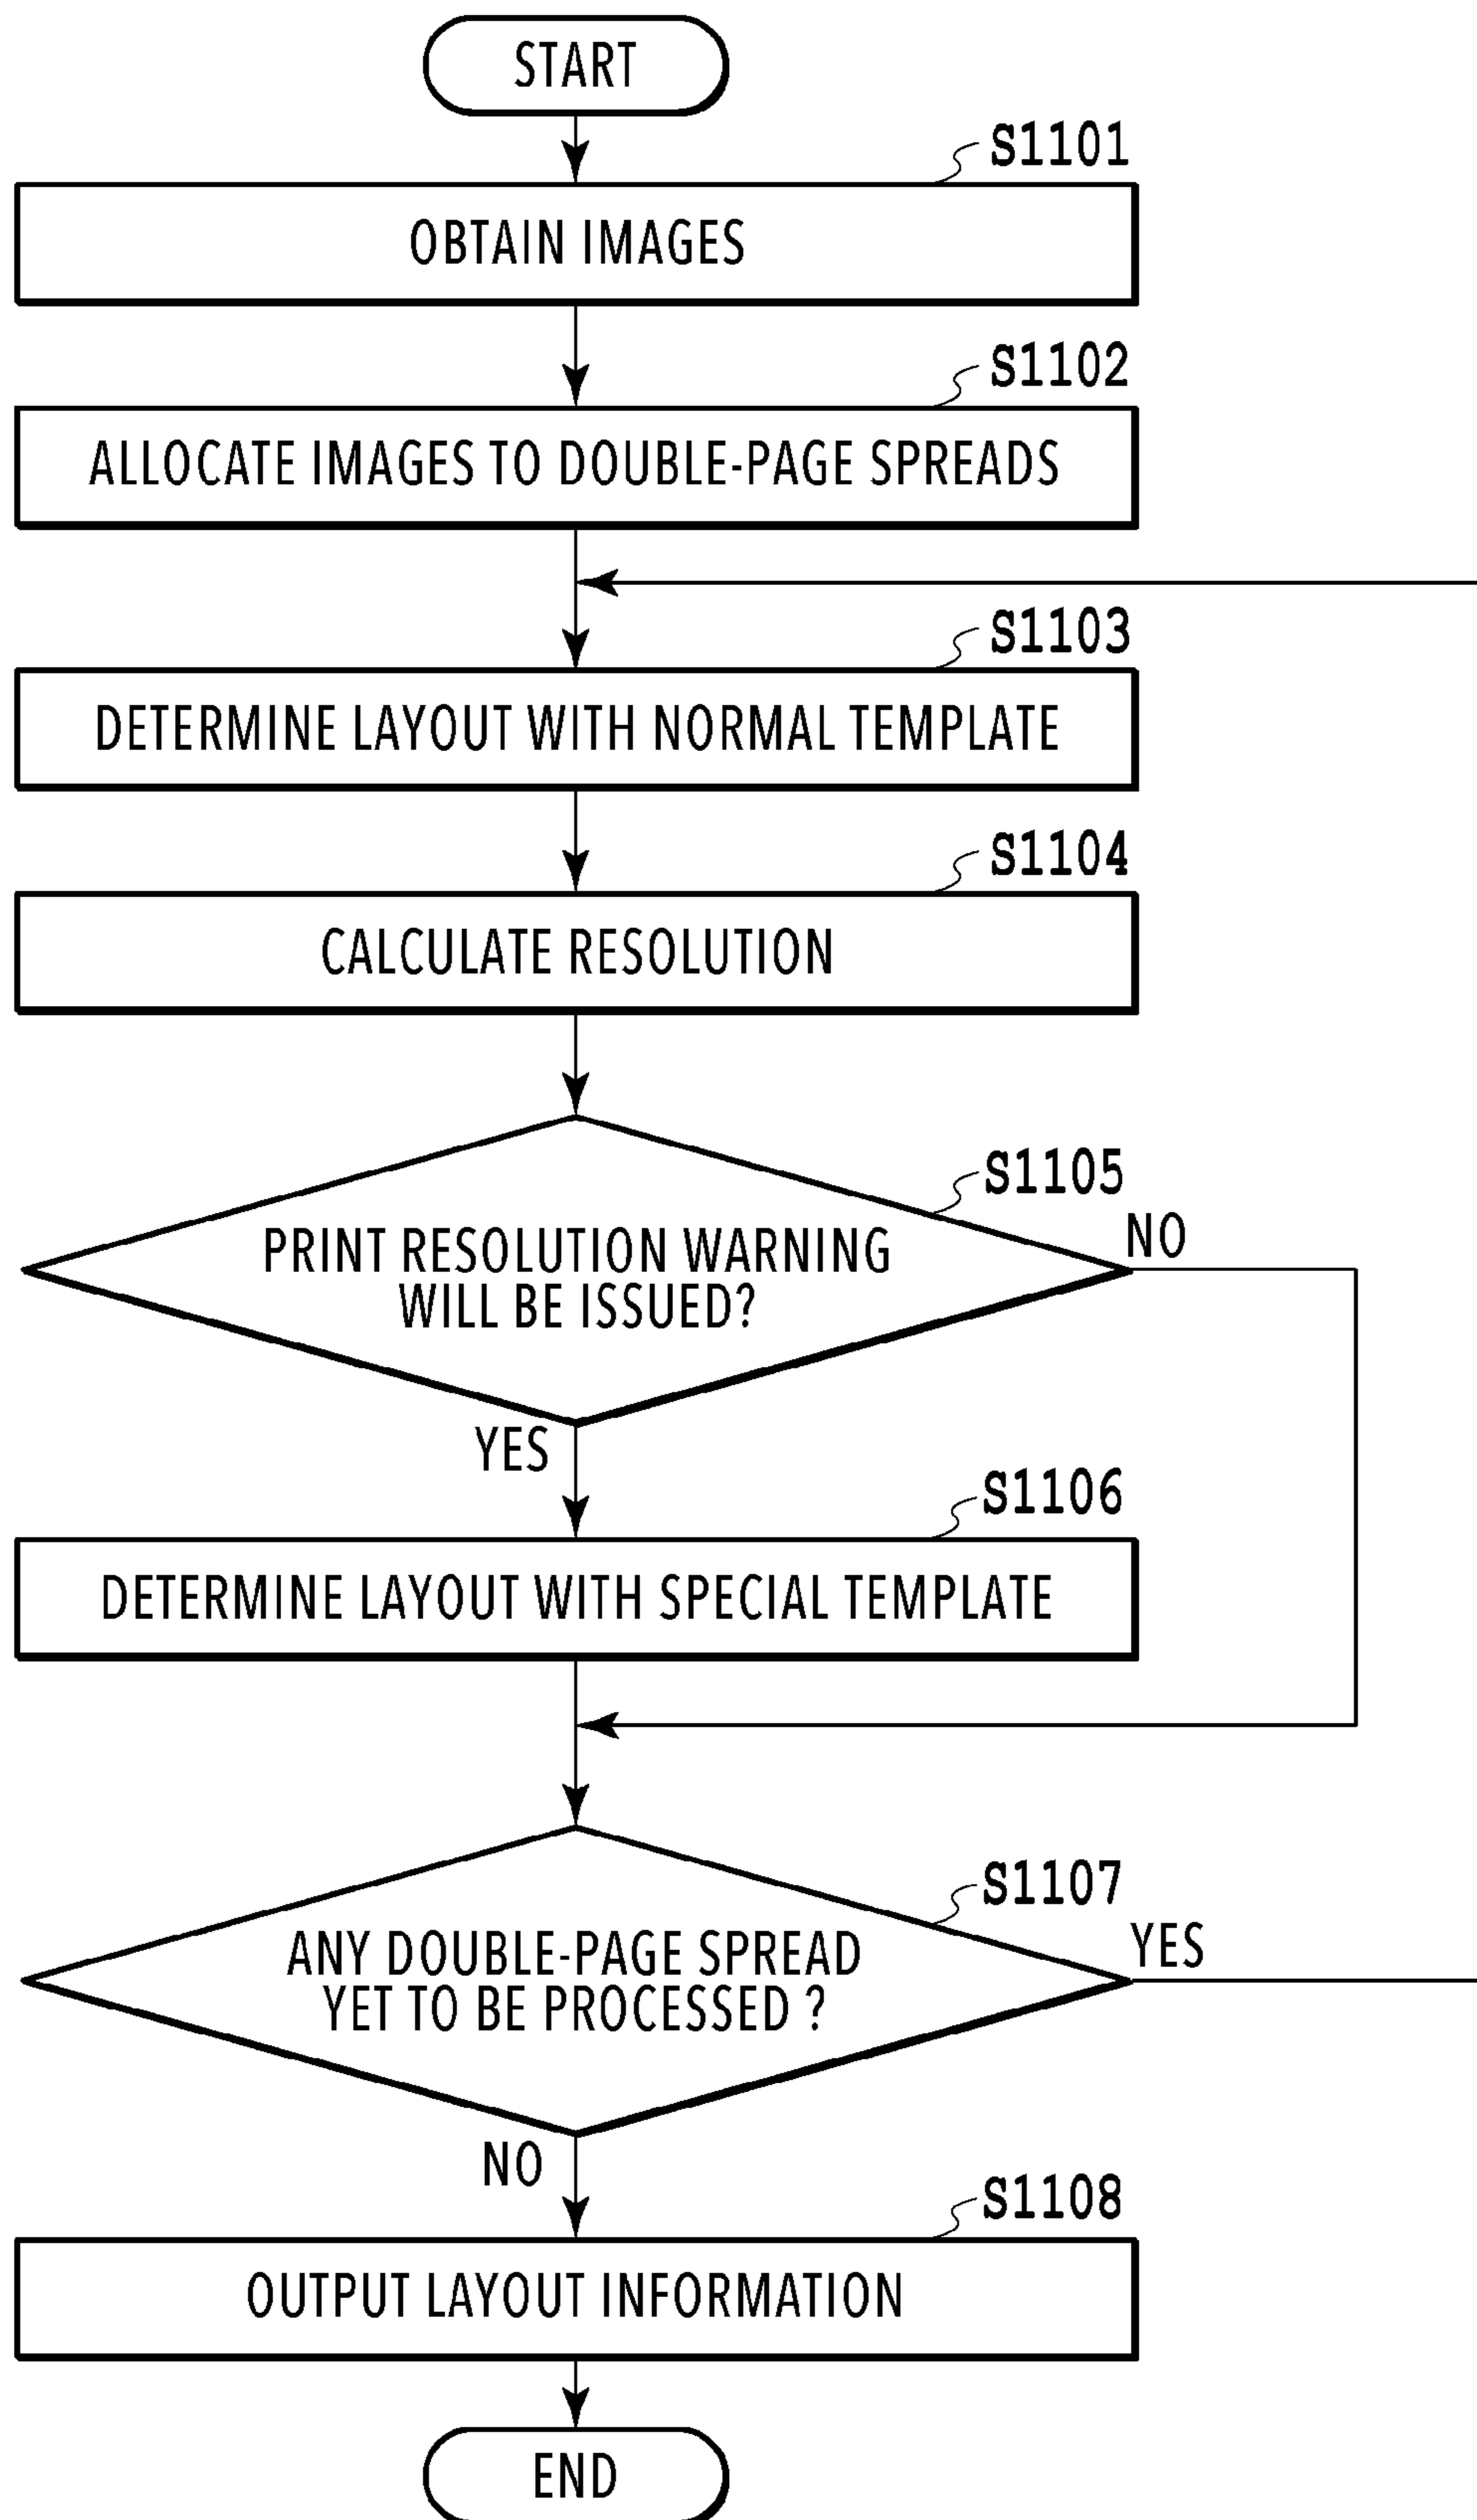 START
S1101
OBTAIN IMAGES
S1102
ALLOCATE IMAGES TO DOUBLE-PAGE SPREADS
S1103
DETERMINE LAYOUT WITH NORMAL TEMPLATE
S1104
CALCULATE RESOLUTION
S1105
NO
PRINT RESOLUTION WARNING
WILL BE ISSUED?
YES
S1106
DETERMINE LAYOUT WITH SPECIAL TEMPLATE
S1107
YES
ANY DOUBLE-PAGE SPREAD
YET TO BE PROCESSED ?
NO
S1108
OUTPUT LAYOUT INFORMATION
END